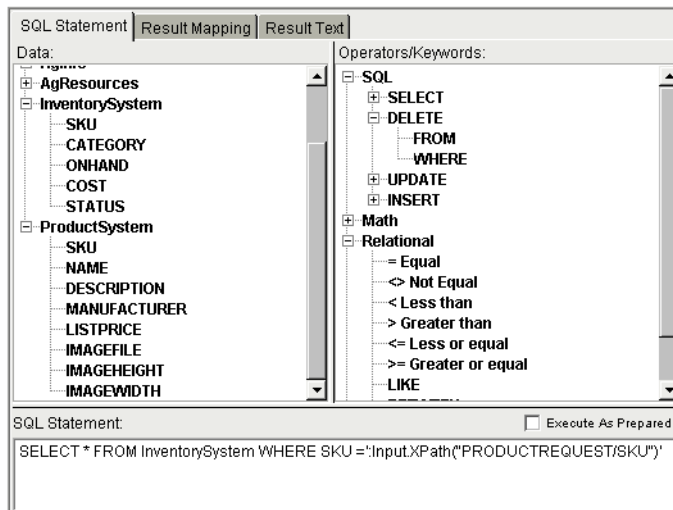 SQL Statement
Result Mapping
Result Text
Data:
AgResources
InventorySystem
SKU
CATEGORY
ONHAND
COST
STATUS
ProductSystem
SKU
NAME
DESCRIPTION
MANUFACTURER
LISTPRICE
IMAGEFILE
IMAGEHEIGHT
IMAGEWIDTH
Operators/Keywords:
SQL
SELECT
DELETE
FROM
WHERE
UPDATE
INSERT
Math
Relational
= Equal
<> Not Equal
< Less than
> Greater than
<= Less or equal
>= Greater or equal
LIKE
SQL Statement:
Execute As Prepared
SELECT * FROM InventorySystem WHERE SKU =':Input.XPath("PRODUCTREQUEST/SKU")'